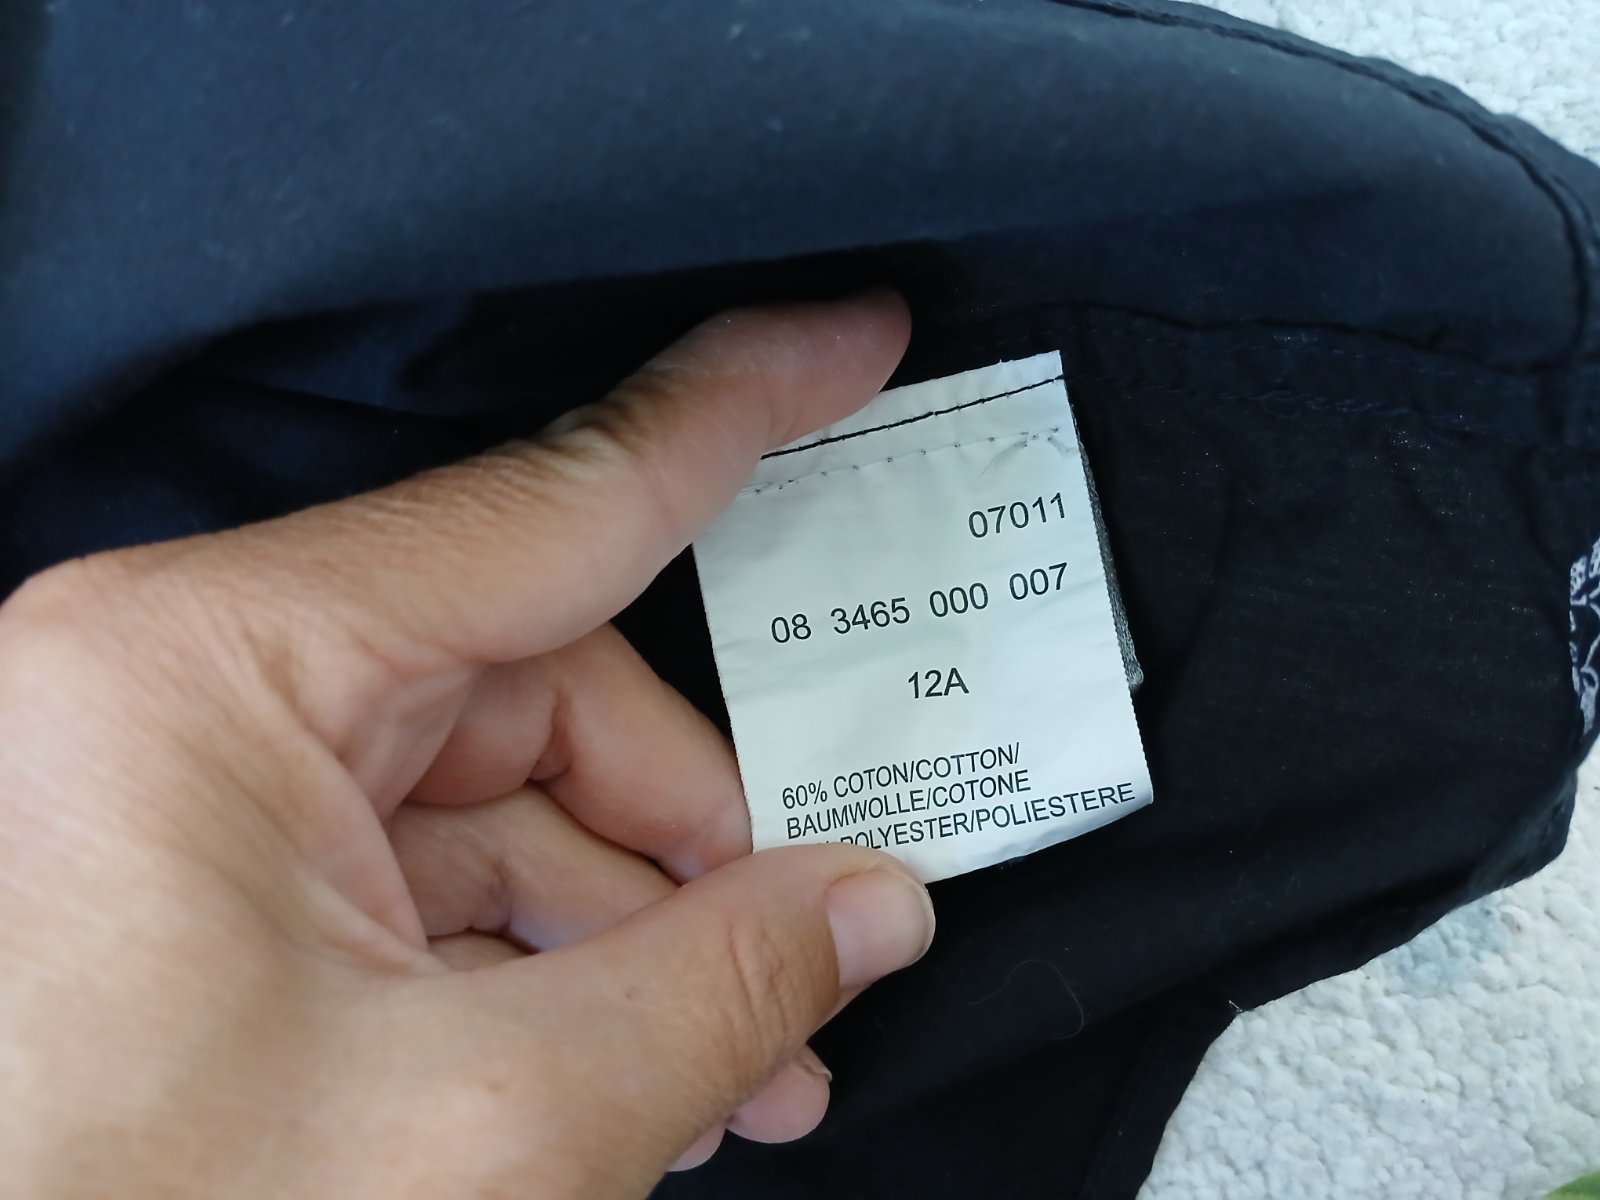 07011
08 3465 000 007
12A
60% COTON/COTTON/
BAUMWOLLE/COTONE
POLYESTER/POLIESTERE